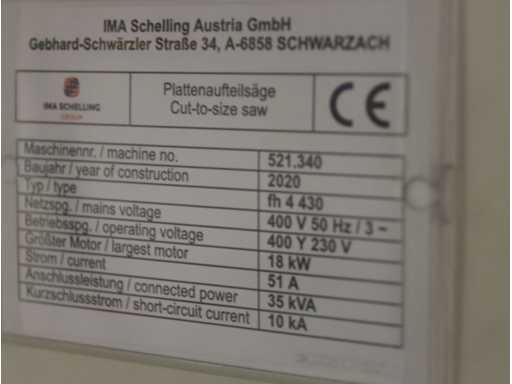 IMA Schelling Austria GmbH
Gebhard-Schwärzler Straße 34, A-6858 SCHWARZACH
IMA SCHELLING
GROUP
Plattenaufteilsäge
Cut-to-size saw
CE
Maschinennr. / machine no. 521.340
Baujahr / year of construction 2020
Typ / type fh 4 430
Netzspg. / mains voltage 400 V 50 Hz / 3 ~
Betriebsspg. / operating voltage 400 Y 230 V
Größter Motor / largest motor 18 kW
Strom / current 51 A
Anschlussleistung / connected power 35 kVA
Kurzschlussstrom / short-circuit current 10 kA